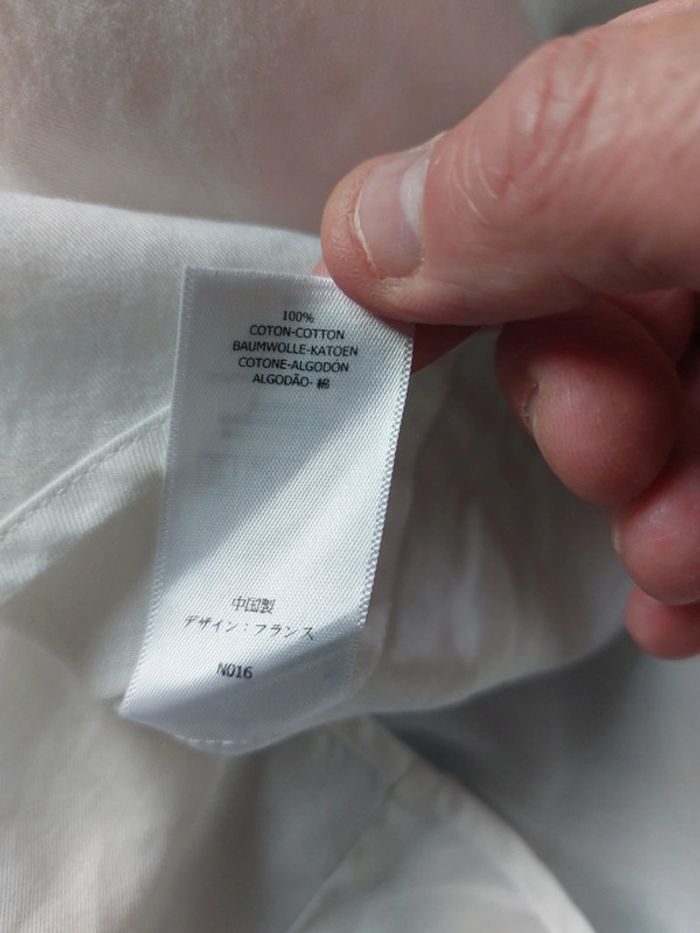 100%
COTON-COTTON
BAUMWOLLE-KATOEN
COTONE-ALGODÓN
ALGODÃO- 綿
中国製
デザイン：フランス
N016